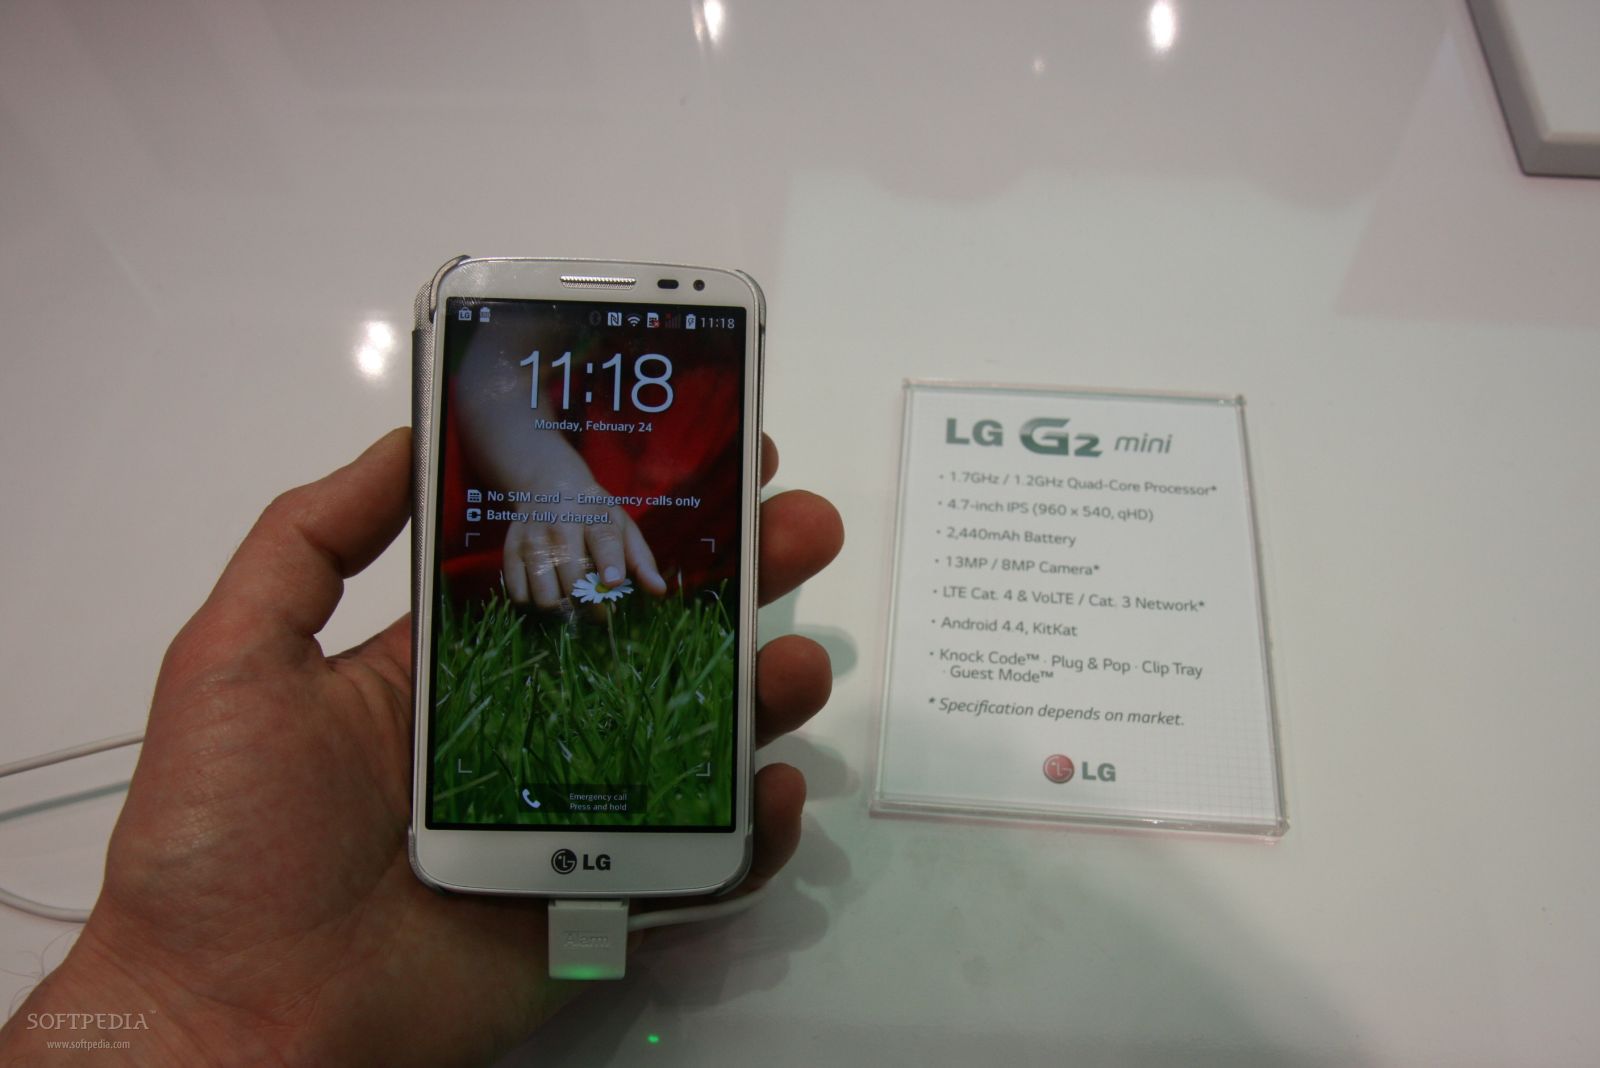 11:18
11:18
Monday, February 24
No SIM card – Emergency calls only
Battery fully charged.
Emergency call
Press and hold
LG
Alarm
LG G2 mini
• 1.7GHz / 1.2GHz Quad-Core Processor*
• 4.7-inch IPS (960 x 540, qHD)
• 2,440mAh Battery
• 13MP / 8MP Camera*
• LTE Cat. 4 & VoLTE / Cat. 3 Network*
• Android 4.4, KitKat
• Knock Code™ · Plug & Pop · Clip Tray
· Guest Mode™
* Specification depends on market.
LG
SOFTPEDIA™
www.softpedia.com